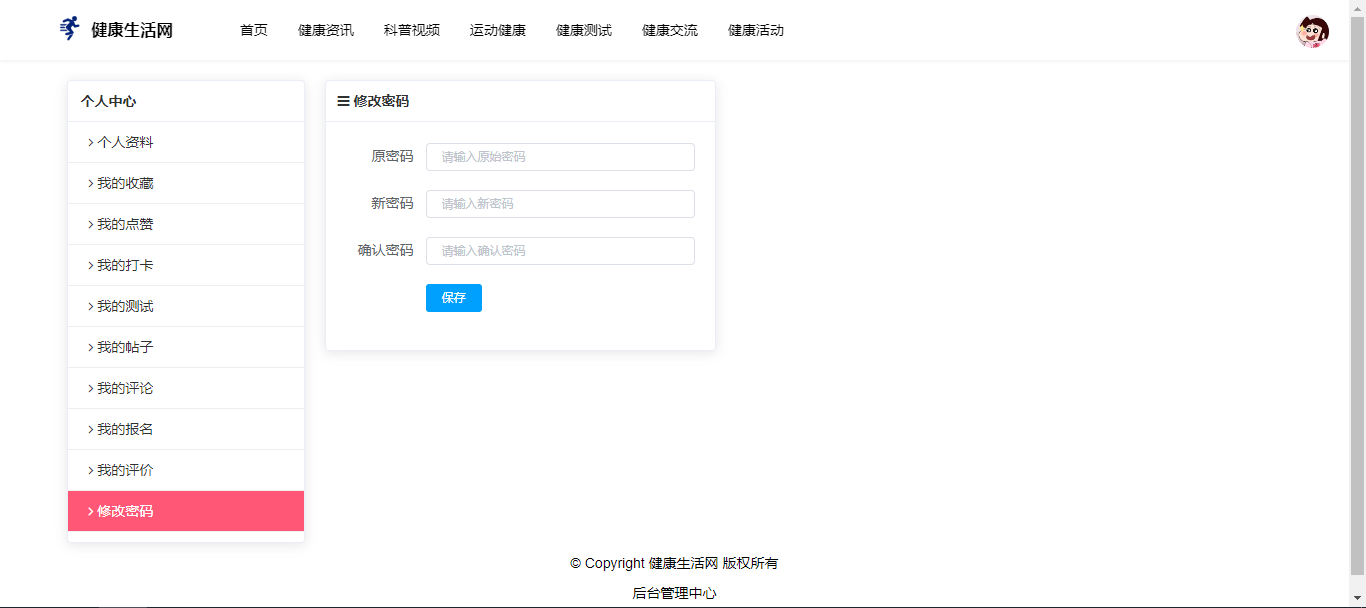 健康生活网 首页 健康资讯 科普视频 运动健康 健康测试 健康交流 健康活动
个人中心
个人资料
我的收藏
我的点赞
我的打卡
我的测试
我的帖子
我的评论
我的报名
我的评价
修改密码
修改密码
原密码 请输入原始密码
新密码 请输入新密码
确认密码 请输入确认密码
保存
© Copyright 健康生活网 版权所有
后台管理中心